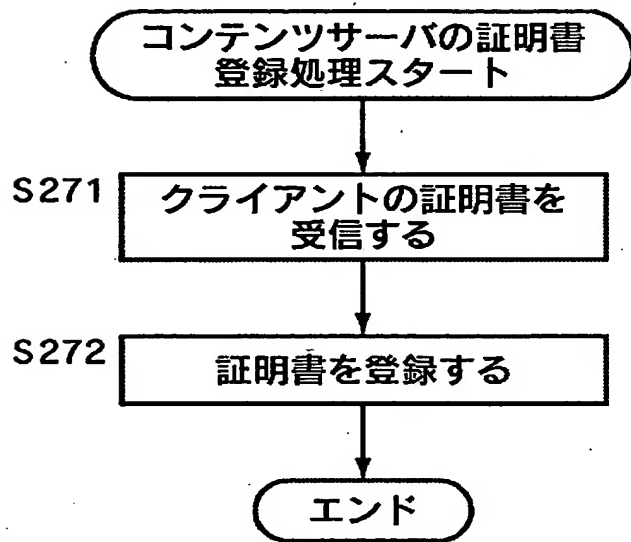 コンテンツサーバの証明書
登録処理スタート
S271
クライアントの証明書を
受信する
S272
証明書を登録する
エンド